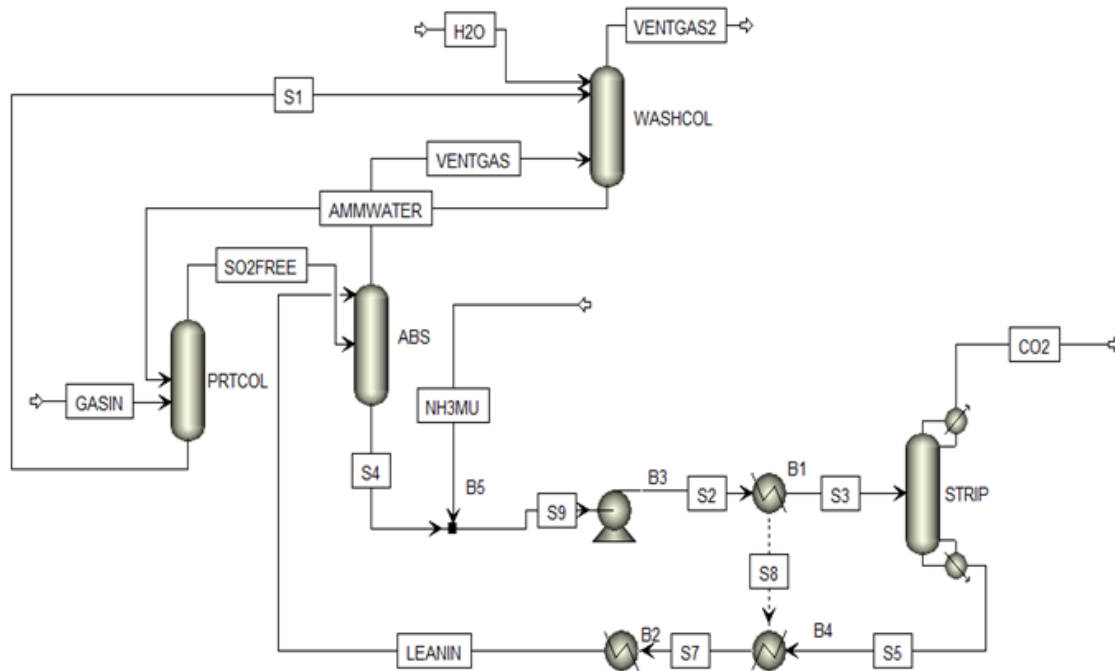 H2O
VENTGAS2
S1
WASHCOL
VENTGAS
AMMWATER
SO2FREE
ABS
PRTCOL
GASIN
NH3MU
CO2
S4
B5
S9
B3
S2
B1
S3
STRIP
S8
LEANIN
B2
S7
B4
S5